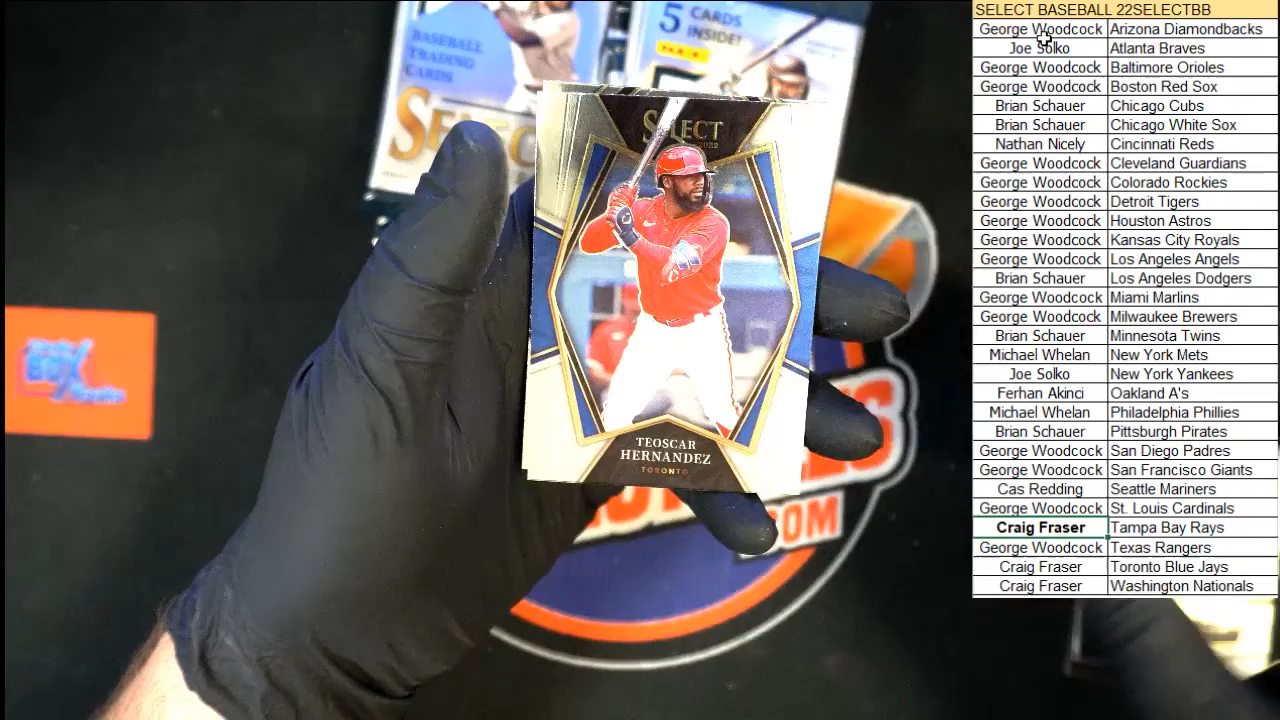 SELECT BASEBALL 22SELECTBB
George Woodcock Arizona Diamondbacks
Joe Solko Atlanta Braves
George Woodcock Baltimore Orioles
George Woodcock Boston Red Sox
Brian Schauer Chicago Cubs
Brian Schauer Chicago White Sox
Nathan Nicely Cincinnati Reds
George Woodcock Cleveland Guardians
George Woodcock Colorado Rockies
George Woodcock Detroit Tigers
George Woodcock Houston Astros
George Woodcock Kansas City Royals
George Woodcock Los Angeles Angels
Brian Schauer Los Angeles Dodgers
George Woodcock Miami Marlins
George Woodcock Milwaukee Brewers
Brian Schauer Minnesota Twins
Michael Whelan New York Mets
Joe Solko New York Yankees
Ferhan Akinci Oakland A's
Michael Whelan Philadelphia Phillies
Brian Schauer Pittsburgh Pirates
George Woodcock San Diego Padres
George Woodcock San Francisco Giants
Cas Redding Seattle Mariners
George Woodcock St. Louis Cardinals
Craig Fraser Tampa Bay Rays
George Woodcock Texas Rangers
Craig Fraser Toronto Blue Jays
Craig Fraser Washington Nationals
BASEBALL
TRADING
CARDS
5 CARDS
INSIDE!
SELECT
2022
TEOSCAR
HERNANDEZ
TORONTO
BOX
.COM